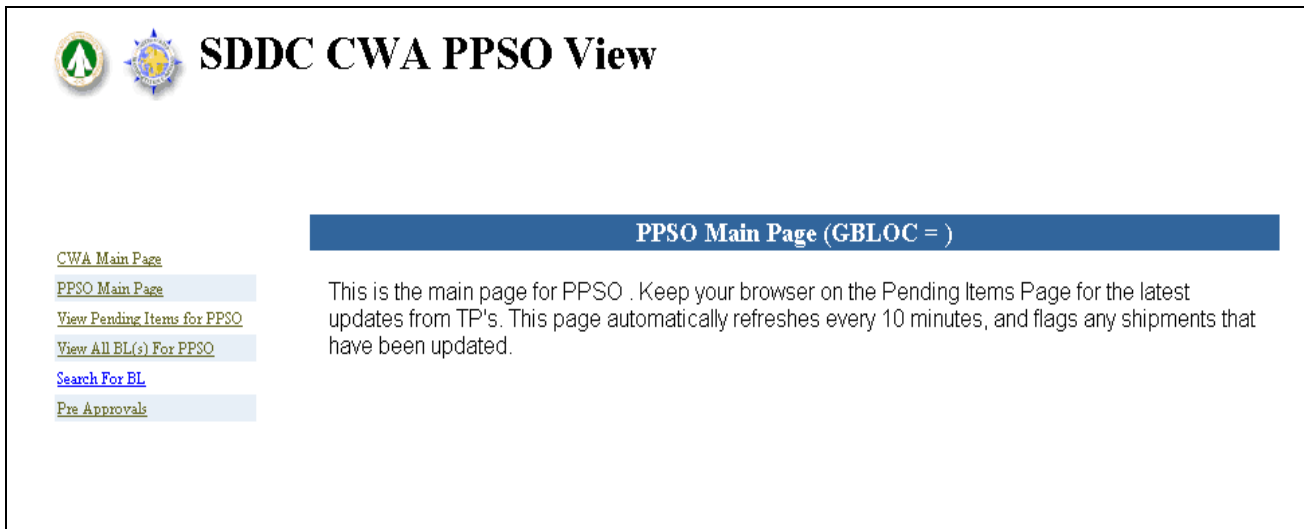 SDDC CWA PPSO View
PPSO Main Page (GBLOC = )
CWA Main Page
PPSO Main Page
View Pending Items for PPSO
View All BL(s) For PPSO
Search For BL
Pre Approvals
This is the main page for PPSO . Keep your browser on the Pending Items Page for the latest
updates from TP's. This page automatically refreshes every 10 minutes, and flags any shipments that
have been updated.